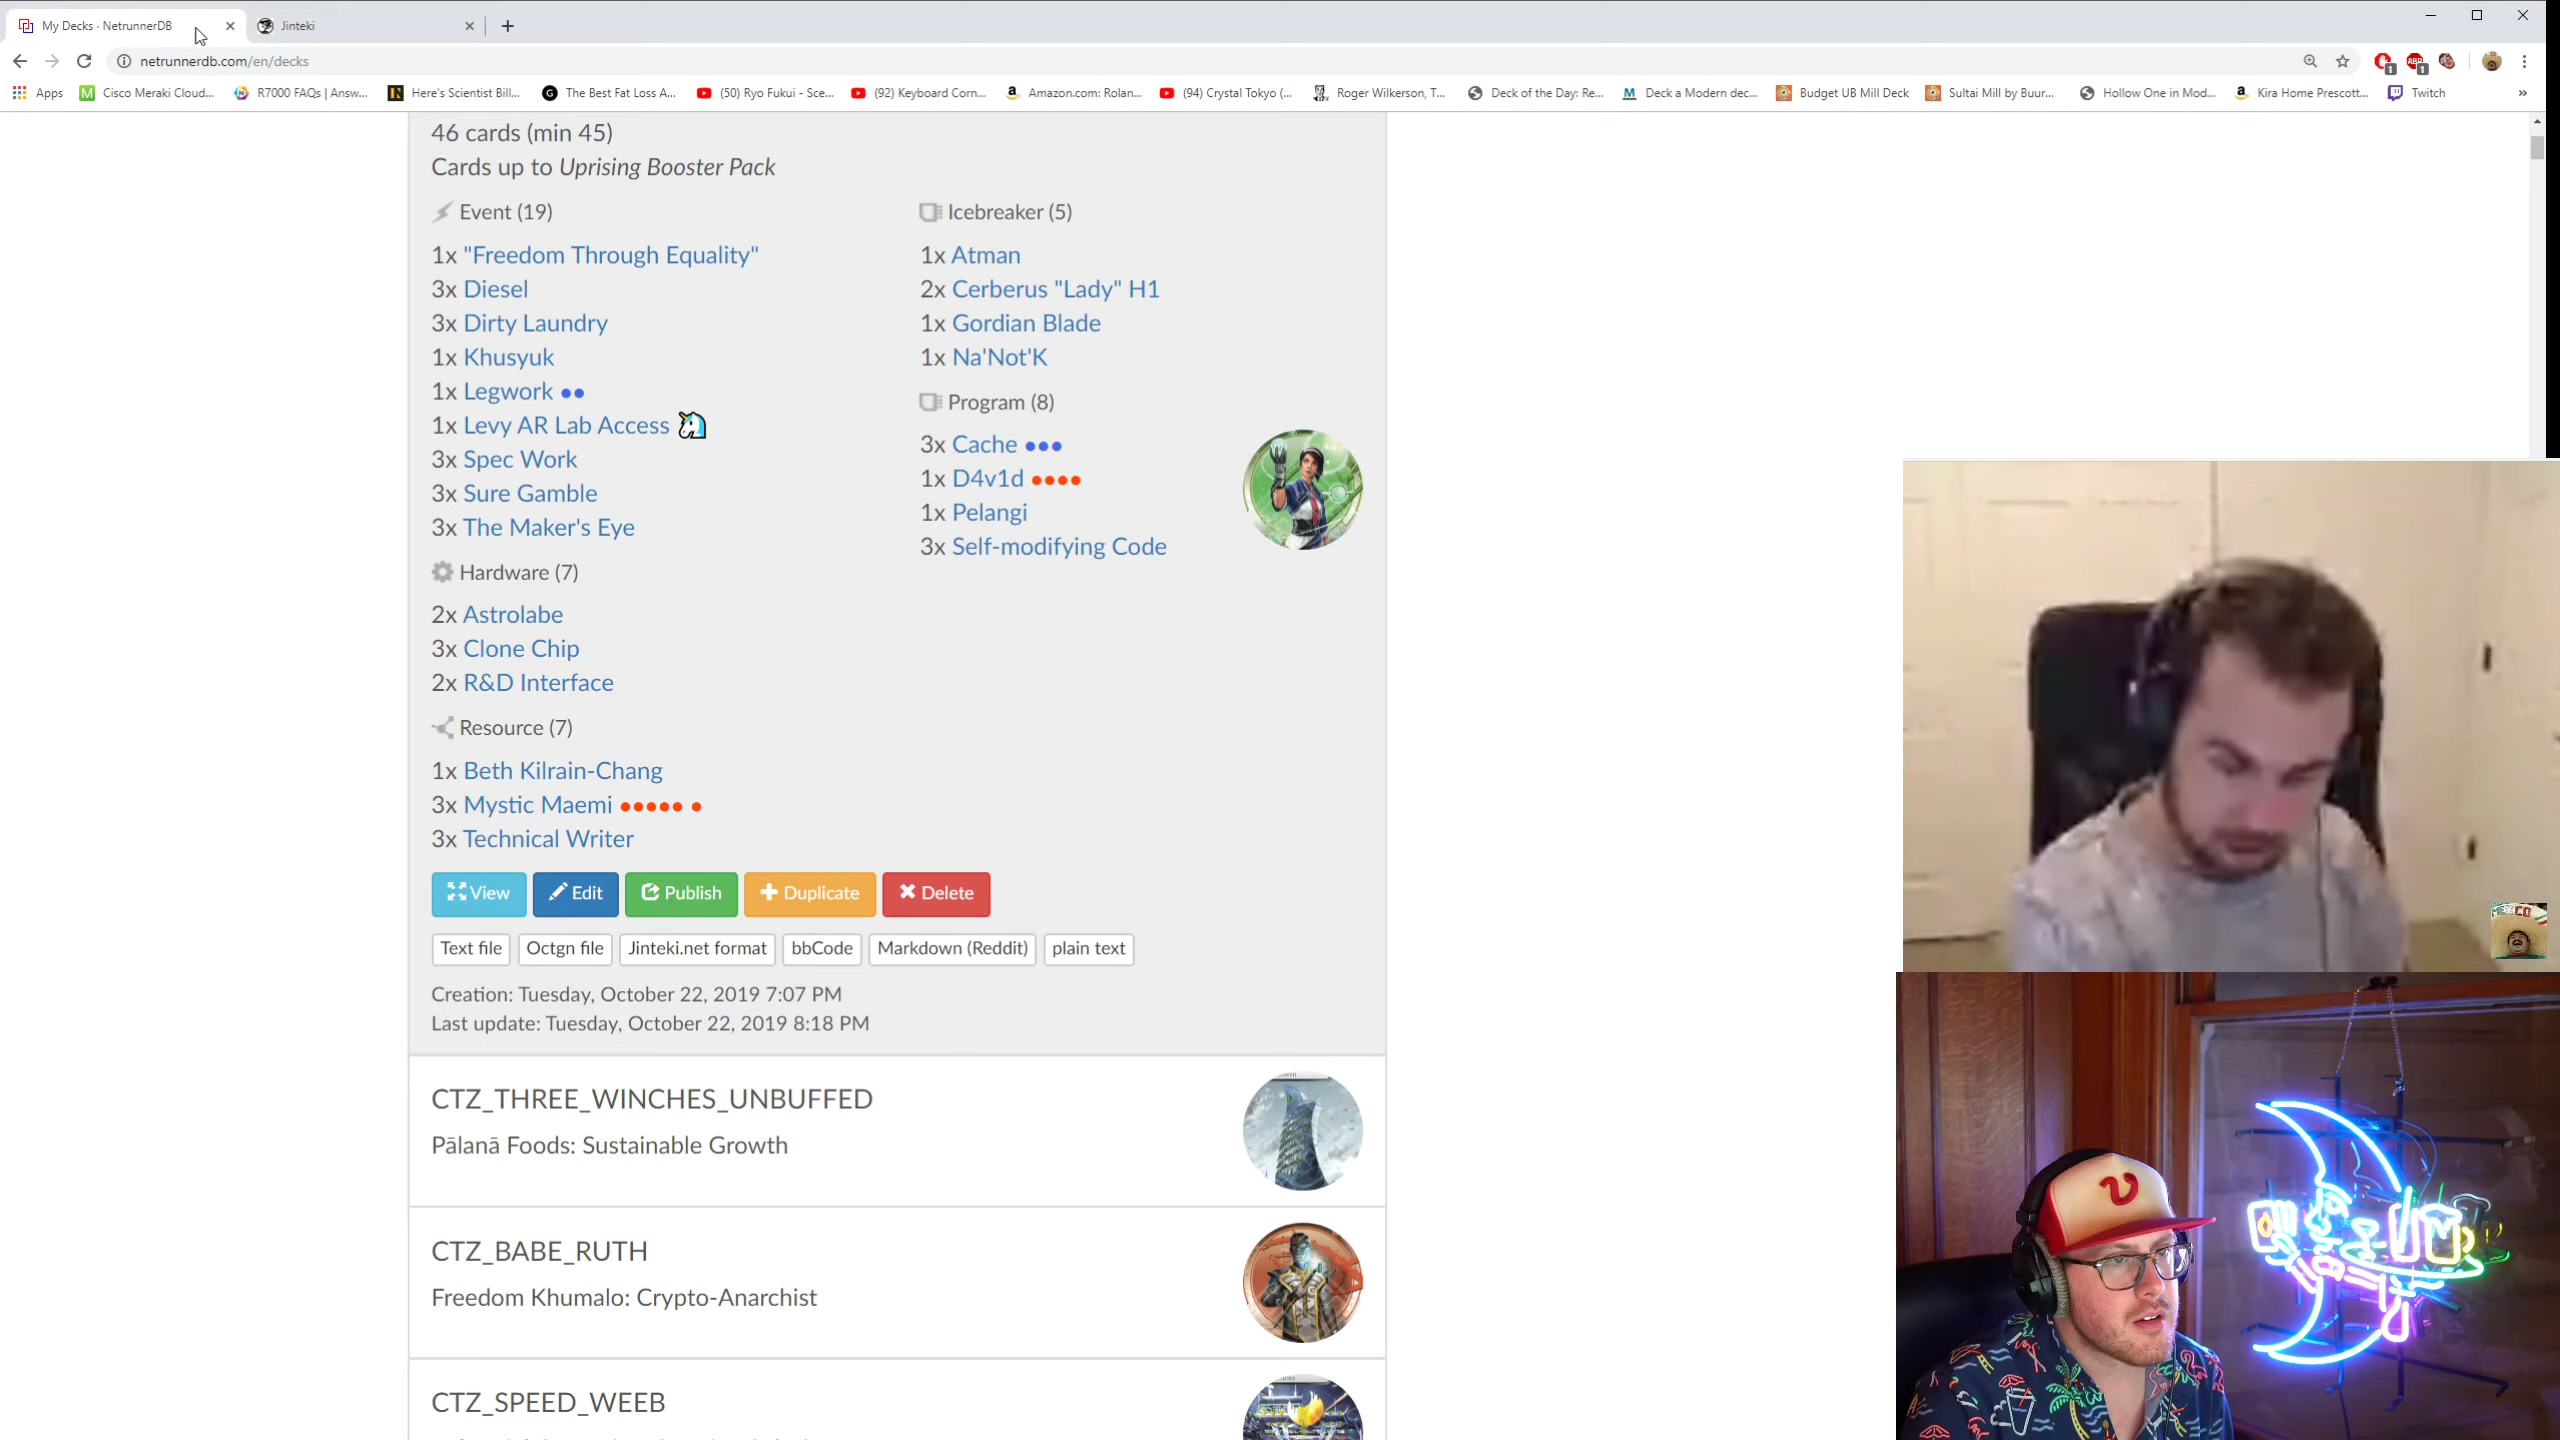 My Decks · NetrunnerDB
Jinteki
netrunnerdb.com/en/decks
Apps
Cisco Meraki Cloud...
R7000 FAQs | Answ...
Here's Scientist Bill...
The Best Fat Loss A...
(50) Ryo Fukui - Sce...
(92) Keyboard Corn...
Amazon.com: Rolan...
(94) Crystal Tokyo (...
Roger Wilkerson, T...
Deck of the Day: Re...
Deck a Modern dec...
Budget UB Mill Deck
Sultai Mill by Buur...
Hollow One in Mod...
Kira Home Prescott...
Twitch
46 cards (min 45)
Cards up to Uprising Booster Pack
Event (19)
1x "Freedom Through Equality"
3x Diesel
3x Dirty Laundry
1x Khusyuk
1x Legwork ●●
1x Levy AR Lab Access
3x Spec Work
3x Sure Gamble
3x The Maker's Eye
Hardware (7)
2x Astrolabe
3x Clone Chip
2x R&D Interface
Resource (7)
1x Beth Kilrain-Chang
3x Mystic Maemi ●●●●● ●
3x Technical Writer
Icebreaker (5)
1x Atman
2x Cerberus "Lady" H1
1x Gordian Blade
1x Na'Not'K
Program (8)
3x Cache ●●●
1x D4v1d ●●●●
1x Pelangi
3x Self-modifying Code
View
Edit
Publish
Duplicate
Delete
Text file
Octgn file
Jinteki.net format
bbCode
Markdown (Reddit)
plain text
Creation: Tuesday, October 22, 2019 7:07 PM
Last update: Tuesday, October 22, 2019 8:18 PM
CTZ_THREE_WINCHES_UNBUFFED
Pālanā Foods: Sustainable Growth
CTZ_BABE_RUTH
Freedom Khumalo: Crypto-Anarchist
CTZ_SPEED_WEEB
MEXICO